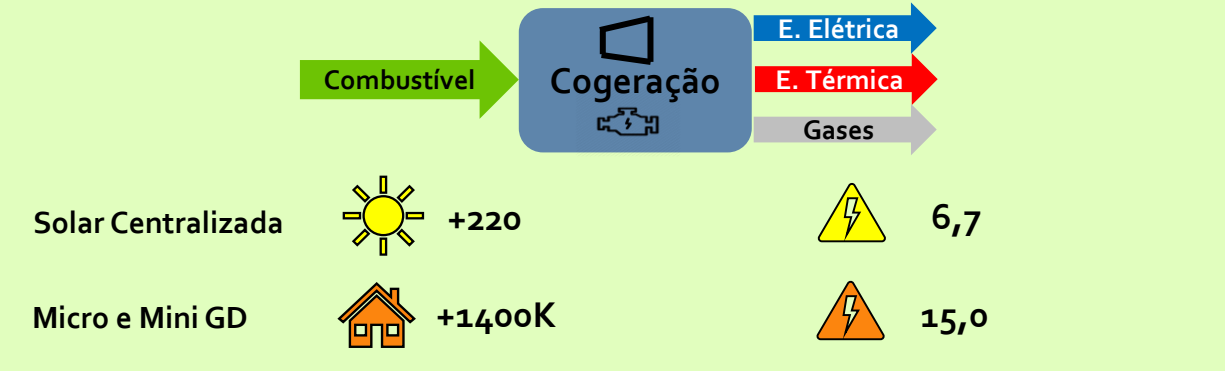 E. Elétrica
Combustível
Cogeração
E. Térmica
Gases
Solar Centralizada +220 6,7
Micro e Mini GD +1400K 15,0